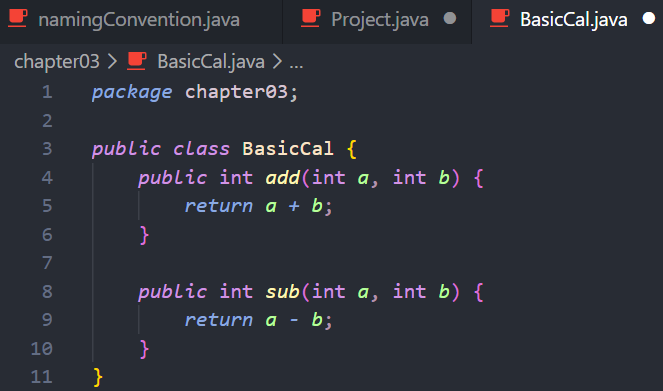 namingConvention.java Project.java BasicCal.java
chapter03 > BasicCal.java > ...
1 package chapter03;
2
3 public class BasicCal {
4     public int add(int a, int b) {
5         return a + b;
6     }
7
8     public int sub(int a, int b) {
9         return a - b;
10     }
11 }